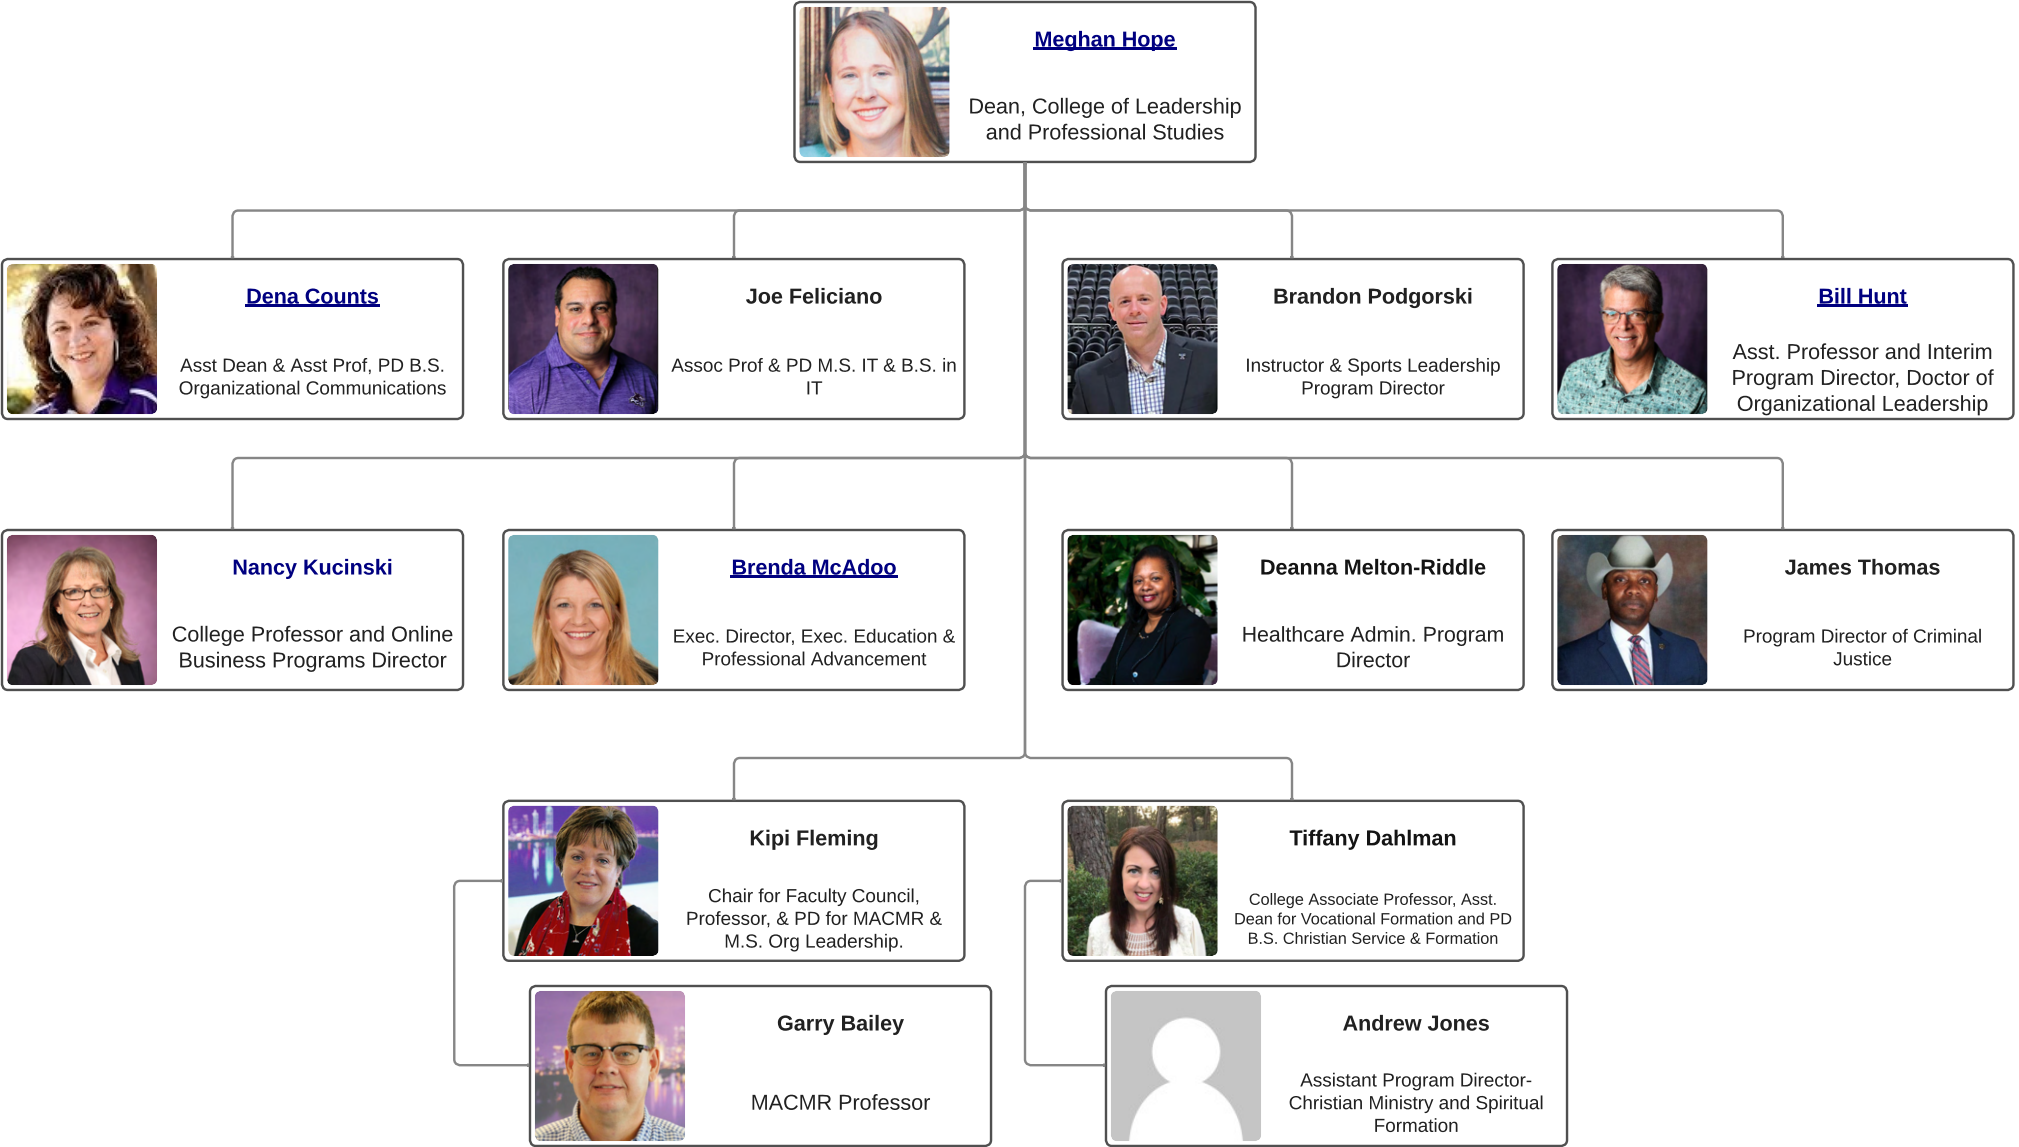 Meghan Hope
Dean, College of Leadership
and Professional Studies
Dena Counts
Asst Dean & Asst Prof, PD B.S.
Organizational Communications
Joe Feliciano
Assoc Prof & PD M.S. IT & B.S. in
IT
Brandon Podgorski
Instructor & Sports Leadership
Program Director
Bill Hunt
Asst. Professor and Interim
Program Director, Doctor of
Organizational Leadership
Nancy Kucinski
College Professor and Online
Business Programs Director
Brenda McAdoo
Exec. Director, Exec. Education &
Professional Advancement
Deanna Melton-Riddle
Healthcare Admin. Program
Director
James Thomas
Program Director of Criminal
Justice
Kipi Fleming
Chair for Faculty Council,
Professor, & PD for MACMR &
M.S. Org Leadership.
Tiffany Dahlman
College Associate Professor, Asst.
Dean for Vocational Formation and PD
B.S. Christian Service & Formation
Garry Bailey
MACMR Professor
Andrew Jones
Assistant Program Director-
Christian Ministry and Spiritual
Formation